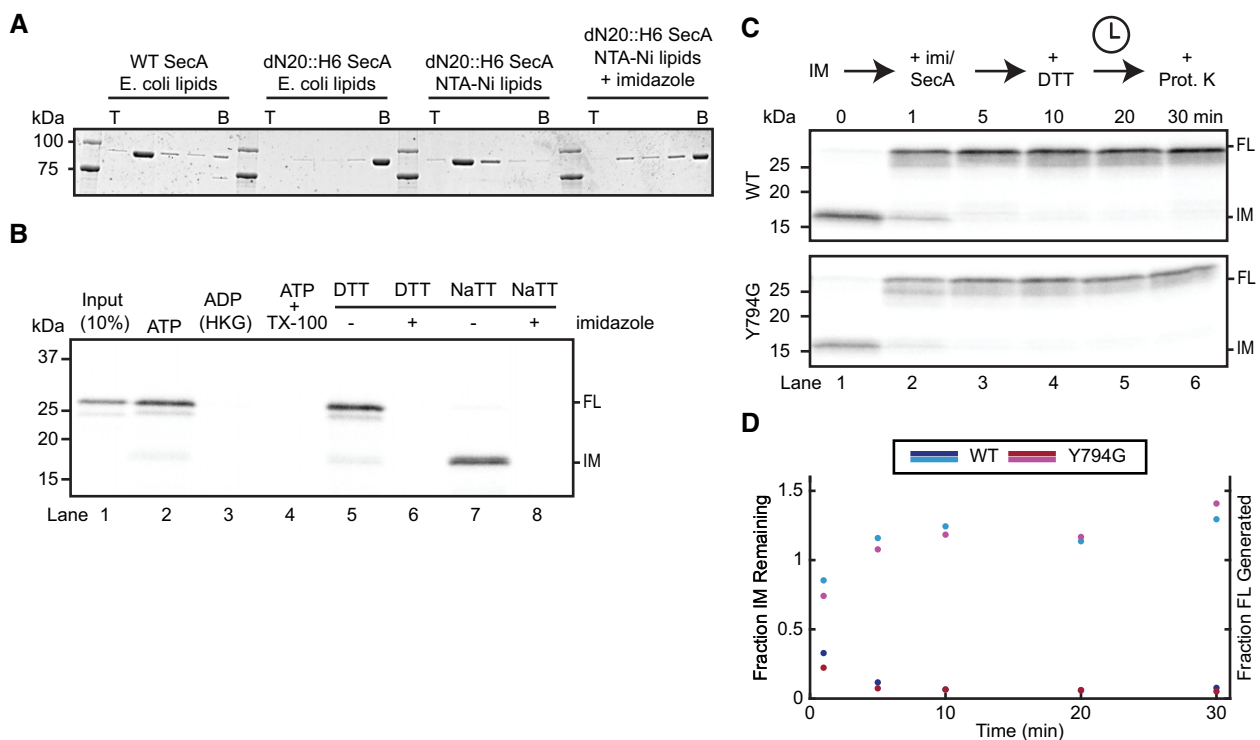 A
WT SecA
E. coli lipids
dN20::H6 SecA
E. coli lipids
dN20::H6 SecA
NTA-Ni lipids
dN20::H6 SecA
NTA-Ni lipids
+ imidazole
kDa
T B T B T B T B
100
75
B
kDa
Input
(10%)
ATP
ADP
(HKG)
ATP
+
TX-100
DTT DTT NaTT NaTT
- + - + imidazole
37
25
20
15
FL
IM
Lane 1 2 3 4 5 6 7 8
C
IM
+ imi/
SecA
+
DTT
+
Prot. K
kDa 0 1 5 10 20 30 min
WT
25
20
15
FL
IM
Y794G
25
20
15
FL
IM
Lane 1 2 3 4 5 6
D
WT Y794G
Fraction IM Remaining
1.5
1
0.5
0
Fraction FL Generated
0 10 20 30
Time (min)